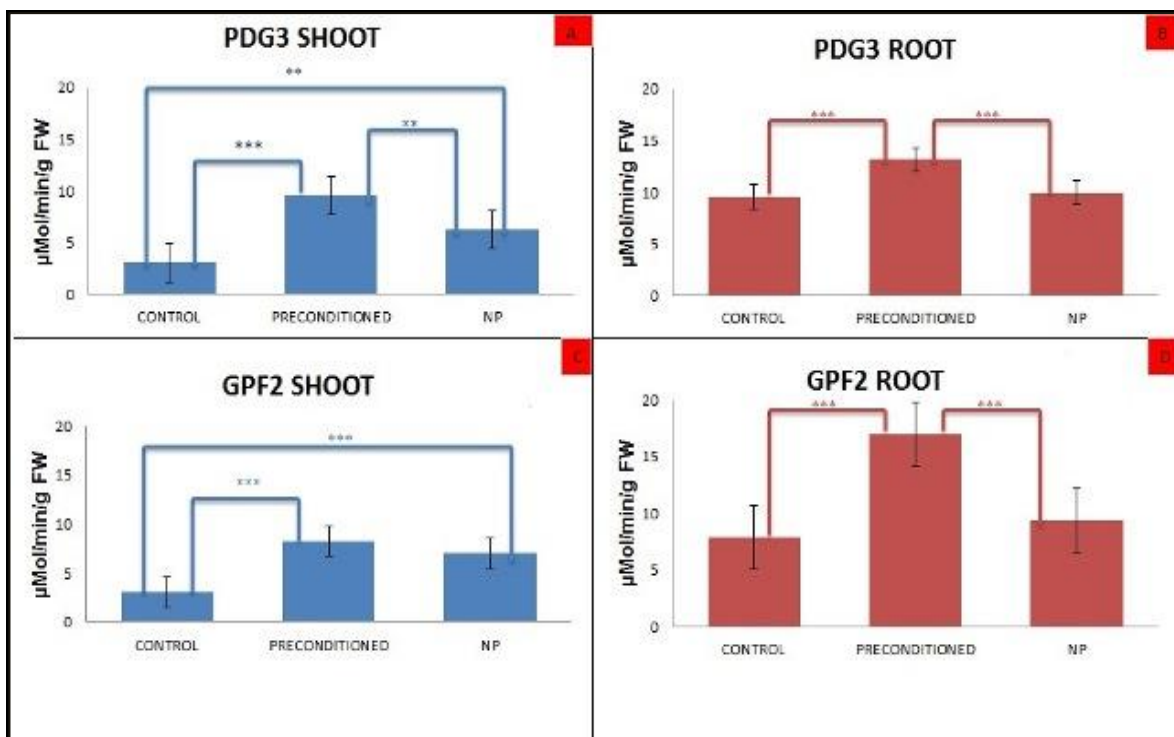 PDG3 SHOOT
A
µMol/min/g FW
20
15
10
5
0
**
***
**
CONTROL PRECONDITIONED NP
PDG3 ROOT
B
µMol/min/g FW
20
15
10
5
0
***
***
CONTROL PRECONDITIONED NP
GPF2 SHOOT
C
µMol/min/g FW
20
15
10
5
0
***
***
CONTROL PRECONDITIONED NP
GPF2 ROOT
D
µMol/min/g FW
20
15
10
5
0
***
***
CONTROL PRECONDITIONED NP